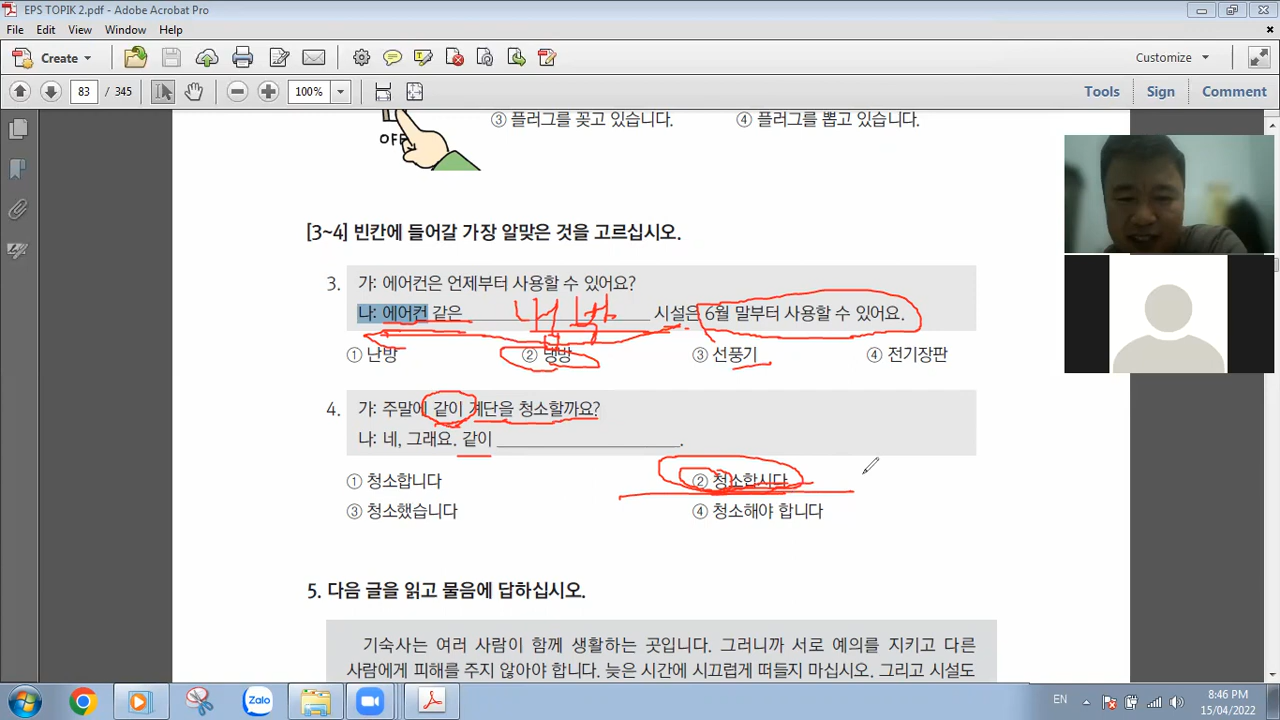 EPS TOPIK 2.pdf - Adobe Acrobat Pro
File Edit View Window Help
Create
Customize
83 / 345
100%
Tools Sign Comment
③ 플러그를 꽂고 있습니다. ④ 플러그를 뽑고 있습니다.
[3~4] 빈칸에 들어갈 가장 알맞은 것을 고르십시오.
3. 가: 에어컨은 언제부터 사용할 수 있어요?
나: 에어컨 같은 냉방 시설은 6월 말부터 사용할 수 있어요.
① 난방 ② 냉방 ③ 선풍기 ④ 전기장판
4. 가: 주말에 같이 계단을 청소할까요?
나: 네, 그래요. 같이 .
① 청소합니다 ② 청소합시다
③ 청소했습니다 ④ 청소해야 합니다
5. 다음 글을 읽고 물음에 답하십시오.
기숙사는 여러 사람이 함께 생활하는 곳입니다. 그러니까 서로 예의를 지키고 다른
사람에게 피해를 주지 않아야 합니다. 늦은 시간에 시끄럽게 떠들지 마십시오. 그리고 시설도
Zalo
EN
8:46 PM
15/04/2022